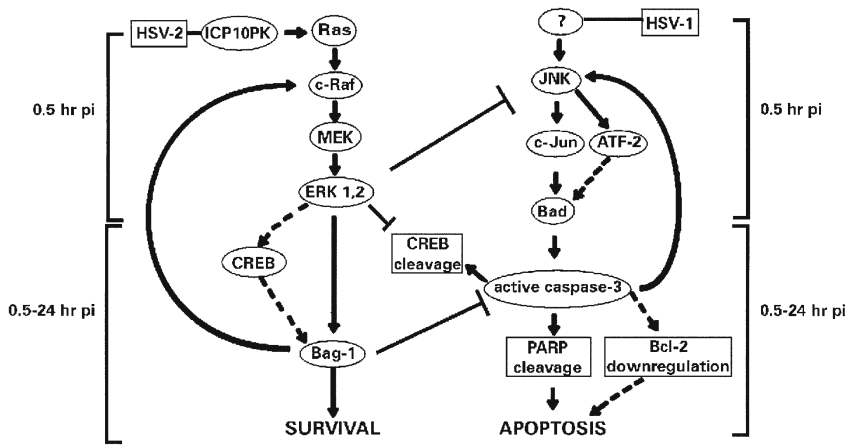 HSV-2
ICP10PK
Ras
?
HSV-1
c-Raf
JNK
0.5 hr pi
0.5 hr pi
MEK
c-Jun
ATF-2
ERK 1,2
Bad
CREB
CREB
cleavage
active caspase-3
0.5-24 hr pi
0.5-24 hr pi
Bag-1
PARP
cleavage
Bcl-2
downregulation
SURVIVAL
APOPTOSIS